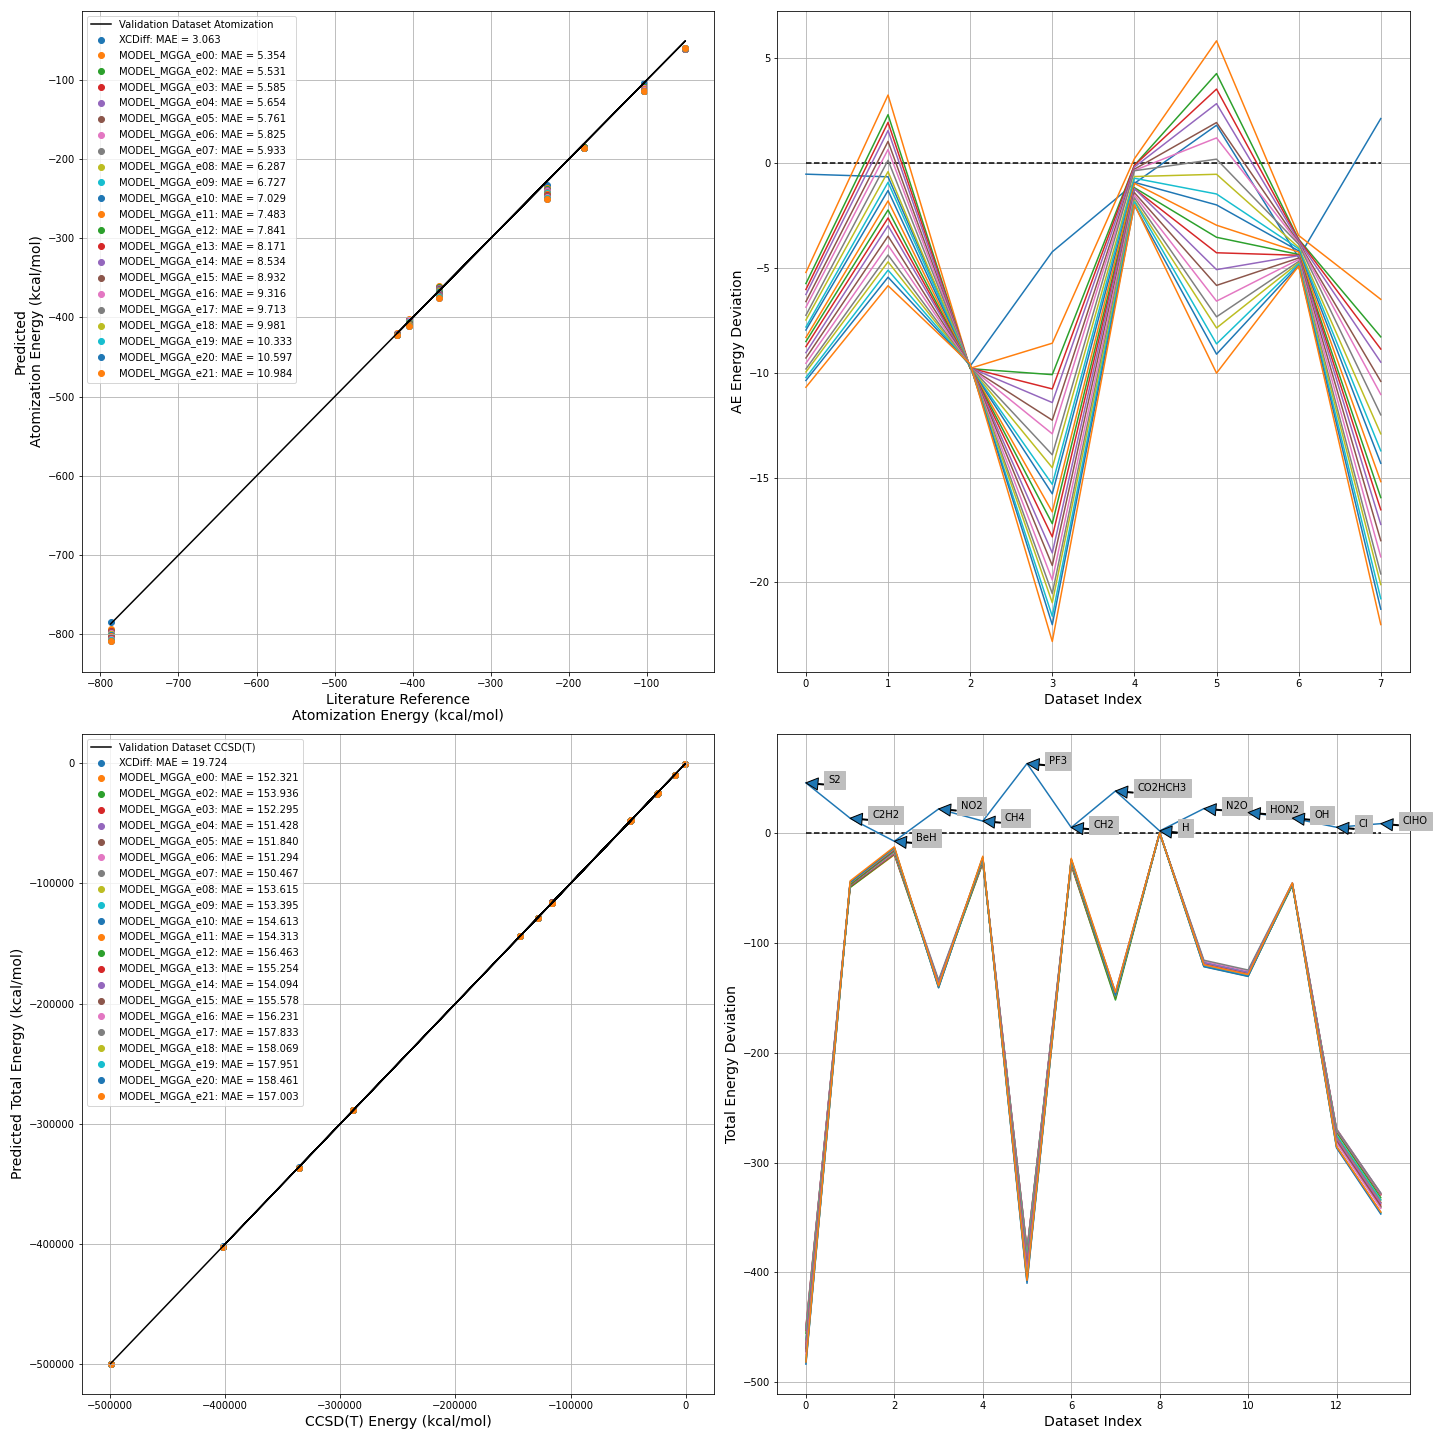 Validation Dataset Atomization
XCDiff: MAE = 3.063
MODEL_MGGA_e00: MAE = 5.354
MODEL_MGGA_e02: MAE = 5.531
MODEL_MGGA_e03: MAE = 5.585
MODEL_MGGA_e04: MAE = 5.654
MODEL_MGGA_e05: MAE = 5.761
MODEL_MGGA_e06: MAE = 5.825
MODEL_MGGA_e07: MAE = 5.933
MODEL_MGGA_e08: MAE = 6.287
MODEL_MGGA_e09: MAE = 6.727
MODEL_MGGA_e10: MAE = 7.029
MODEL_MGGA_e11: MAE = 7.483
MODEL_MGGA_e12: MAE = 7.841
MODEL_MGGA_e13: MAE = 8.171
MODEL_MGGA_e14: MAE = 8.534
MODEL_MGGA_e15: MAE = 8.932
MODEL_MGGA_e16: MAE = 9.316
MODEL_MGGA_e17: MAE = 9.713
MODEL_MGGA_e18: MAE = 9.981
MODEL_MGGA_e19: MAE = 10.333
MODEL_MGGA_e20: MAE = 10.597
MODEL_MGGA_e21: MAE = 10.984
−100
−200
−300
−400
−500
−600
−700
−800
Predicted
Atomization Energy (kcal/mol)
−800
−700
−600
−500
−400
−300
−200
−100
Literature Reference
Atomization Energy (kcal/mol)
5
0
−5
−10
−15
−20
AE Energy Deviation
0
1
2
3
4
5
6
7
Dataset Index
Validation Dataset CCSD(T)
XCDiff: MAE = 19.724
MODEL_MGGA_e00: MAE = 152.321
MODEL_MGGA_e02: MAE = 153.936
MODEL_MGGA_e03: MAE = 152.295
MODEL_MGGA_e04: MAE = 151.428
MODEL_MGGA_e05: MAE = 151.840
MODEL_MGGA_e06: MAE = 151.294
MODEL_MGGA_e07: MAE = 150.467
MODEL_MGGA_e08: MAE = 153.615
MODEL_MGGA_e09: MAE = 153.395
MODEL_MGGA_e10: MAE = 154.613
MODEL_MGGA_e11: MAE = 154.313
MODEL_MGGA_e12: MAE = 156.463
MODEL_MGGA_e13: MAE = 155.254
MODEL_MGGA_e14: MAE = 154.094
MODEL_MGGA_e15: MAE = 155.578
MODEL_MGGA_e16: MAE = 156.231
MODEL_MGGA_e17: MAE = 157.833
MODEL_MGGA_e18: MAE = 158.069
MODEL_MGGA_e19: MAE = 157.951
MODEL_MGGA_e20: MAE = 158.461
MODEL_MGGA_e21: MAE = 157.003
0
−100000
−200000
−300000
−400000
−500000
Predicted Total Energy (kcal/mol)
−500000
−400000
−300000
−200000
−100000
0
CCSD(T) Energy (kcal/mol)
S2
C2H2
BeH
NO2
CH4
PF3
CH2
CO2HCH3
H
N2O
HON2
OH
Cl
ClHO
0
−100
−200
−300
−400
−500
Total Energy Deviation
0
2
4
6
8
10
12
Dataset Index